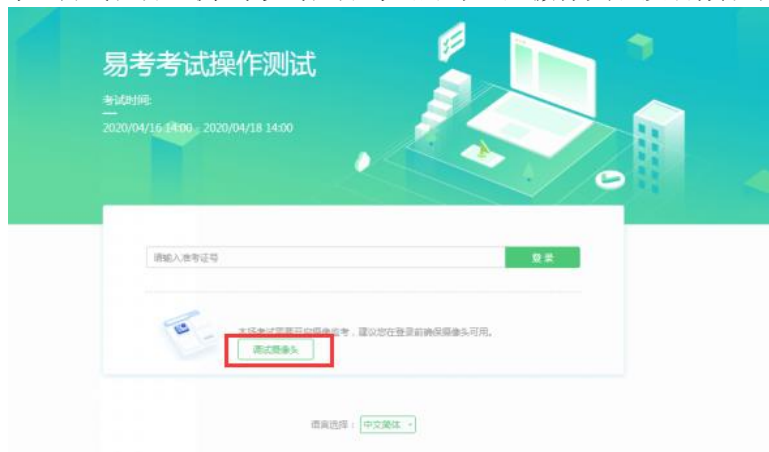 易考考试操作测试
考试时间:
2020/04/16 14:00 - 2020/04/18 14:00
请输入准考证号
登录
本场考试需要开启摄像监考，建议您在登录前确保摄像头可用。
调试摄像头
语言选择： 中文简体